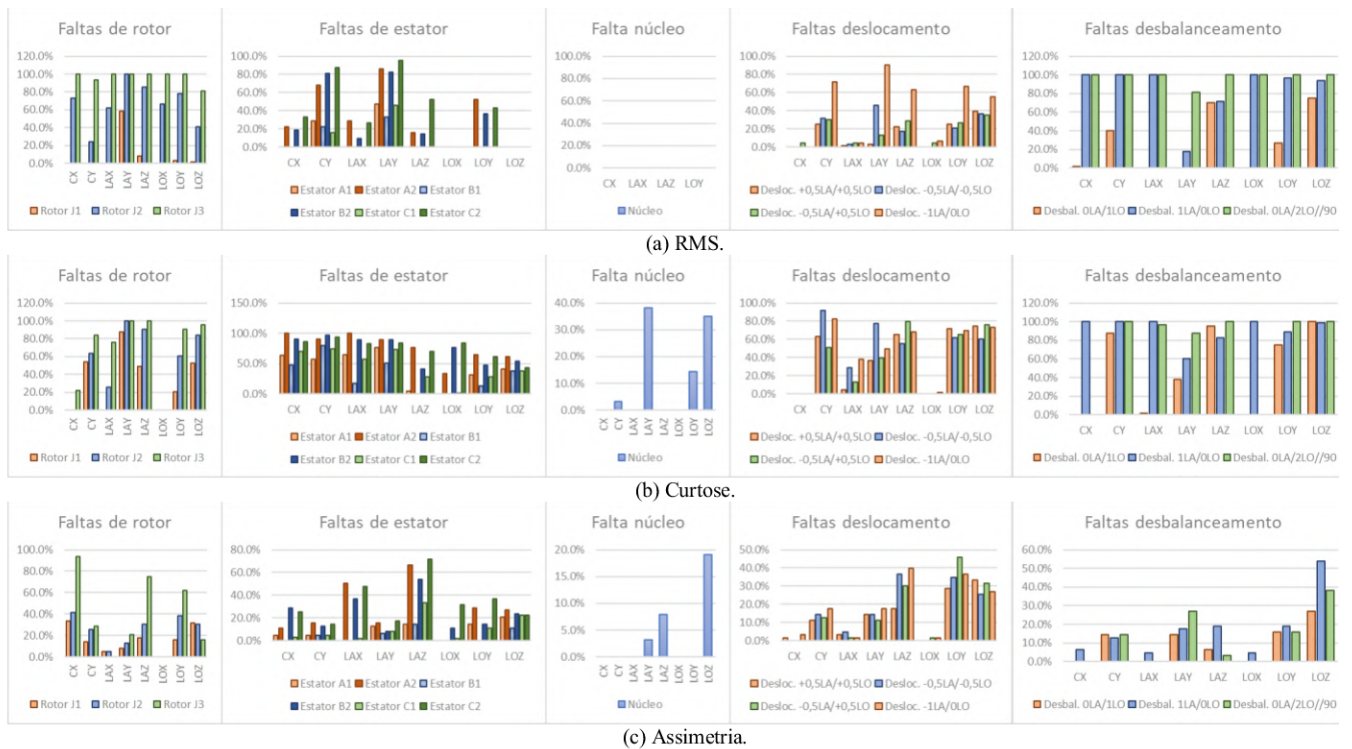 Faltas de rotor
120.0%
100.0%
80.0%
60.0%
40.0%
20.0%
0.0%
CX CY LAX LAY LAZ LOX LOY LOZ
Rotor J1 Rotor J2 Rotor J3
Faltas de estator
100.0%
80.0%
60.0%
40.0%
20.0%
CX CY LAX LAY LAZ LOX LOY LOZ
Estator A1 Estator A2 Estator B1
Estator B2 Estator C1 Estator C2
Falta núcleo
100.0%
80.0%
60.0%
40.0%
20.0%
0.0%
CX LAX LAZ LOY
Núcleo
Faltas deslocamento
100.0%
80.0%
60.0%
40.0%
20.0%
0.0%
CX CY LAX LAY LAZ LOX LOY LOZ
Desloc. +0,5LA/+0,5LO Desloc. -0,5LA/-0,5LO
Desloc. -0,5LA/+0,5LO Desloc. -1LA/0LO
Faltas desbalanceamento
120.0%
100.0%
80.0%
60.0%
40.0%
20.0%
0.0%
CX CY LAX LAY LAZ LOX LOY LOZ
Desbal. 0LA/1LO Desbal. 1LA/0LO Desbal. 0LA/2LO//90
(a) RMS.
Faltas de rotor
120.0%
100.0%
80.0%
60.0%
40.0%
20.0%
0.0%
CX CY LAX LAY LAZ LOX LOY LOZ
Rotor J1 Rotor J2 Rotor J3
Faltas de estator
150.0%
100.0%
50.0%
0.0%
CX CY LAX LAY LAZ LOX LOY LOZ
Estator A1 Estator A2 Estator B1
Estator B2 Estator C1 Estator C2
Falta núcleo
40.0%
30.0%
20.0%
10.0%
0.0%
CX CY LAX LAY LAZ LOX LOY LOZ
Núcleo
Faltas deslocamento
100.0%
80.0%
60.0%
40.0%
20.0%
0.0%
CX CY LAX LAY LAZ LOX LOY LOZ
Desloc. +0,5LA/+0,5LO Desloc. -0,5LA/-0,5LO
Desloc. -0,5LA/+0,5LO Desloc. -1LA/0LO
Faltas desbalanceamento
120.0%
100.0%
80.0%
60.0%
40.0%
20.0%
0.0%
CX CY LAX LAY LAZ LOX LOY LOZ
Desbal. 0LA/1LO Desbal. 1LA/0LO Desbal. 0LA/2LO//90
(b) Curtose.
Faltas de rotor
100.0%
80.0%
60.0%
40.0%
20.0%
0.0%
CX CY LAX LAY LAZ LOX LOY LOZ
Rotor J1 Rotor J2 Rotor J3
Faltas de estator
80.0%
60.0%
40.0%
20.0%
0.0%
CX CY LAX LAY LAZ LOX LOY LOZ
Estator A1 Estator A2 Estator B1
Estator B2 Estator C1 Estator C2
Falta núcleo
20.0%
15.0%
10.0%
5.0%
0.0%
CX CY LAX LAY LAZ LOX LOY LOZ
Núcleo
Faltas deslocamento
50.0%
40.0%
30.0%
20.0%
10.0%
0.0%
CX CY LAX LAY LAZ LOX LOY LOZ
Desloc. +0,5LA/+0,5LO Desloc. -0,5LA/-0,5LO
Desloc. -0,5LA/+0,5LO Desloc. -1LA/0LO
Faltas desbalanceamento
60.0%
50.0%
40.0%
30.0%
20.0%
10.0%
0.0%
CX CY LAX LAY LAZ LOX LOY LOZ
Desbal. 0LA/1LO Desbal. 1LA/0LO Desbal. 0LA/2LO//90
(c) Assimetria.